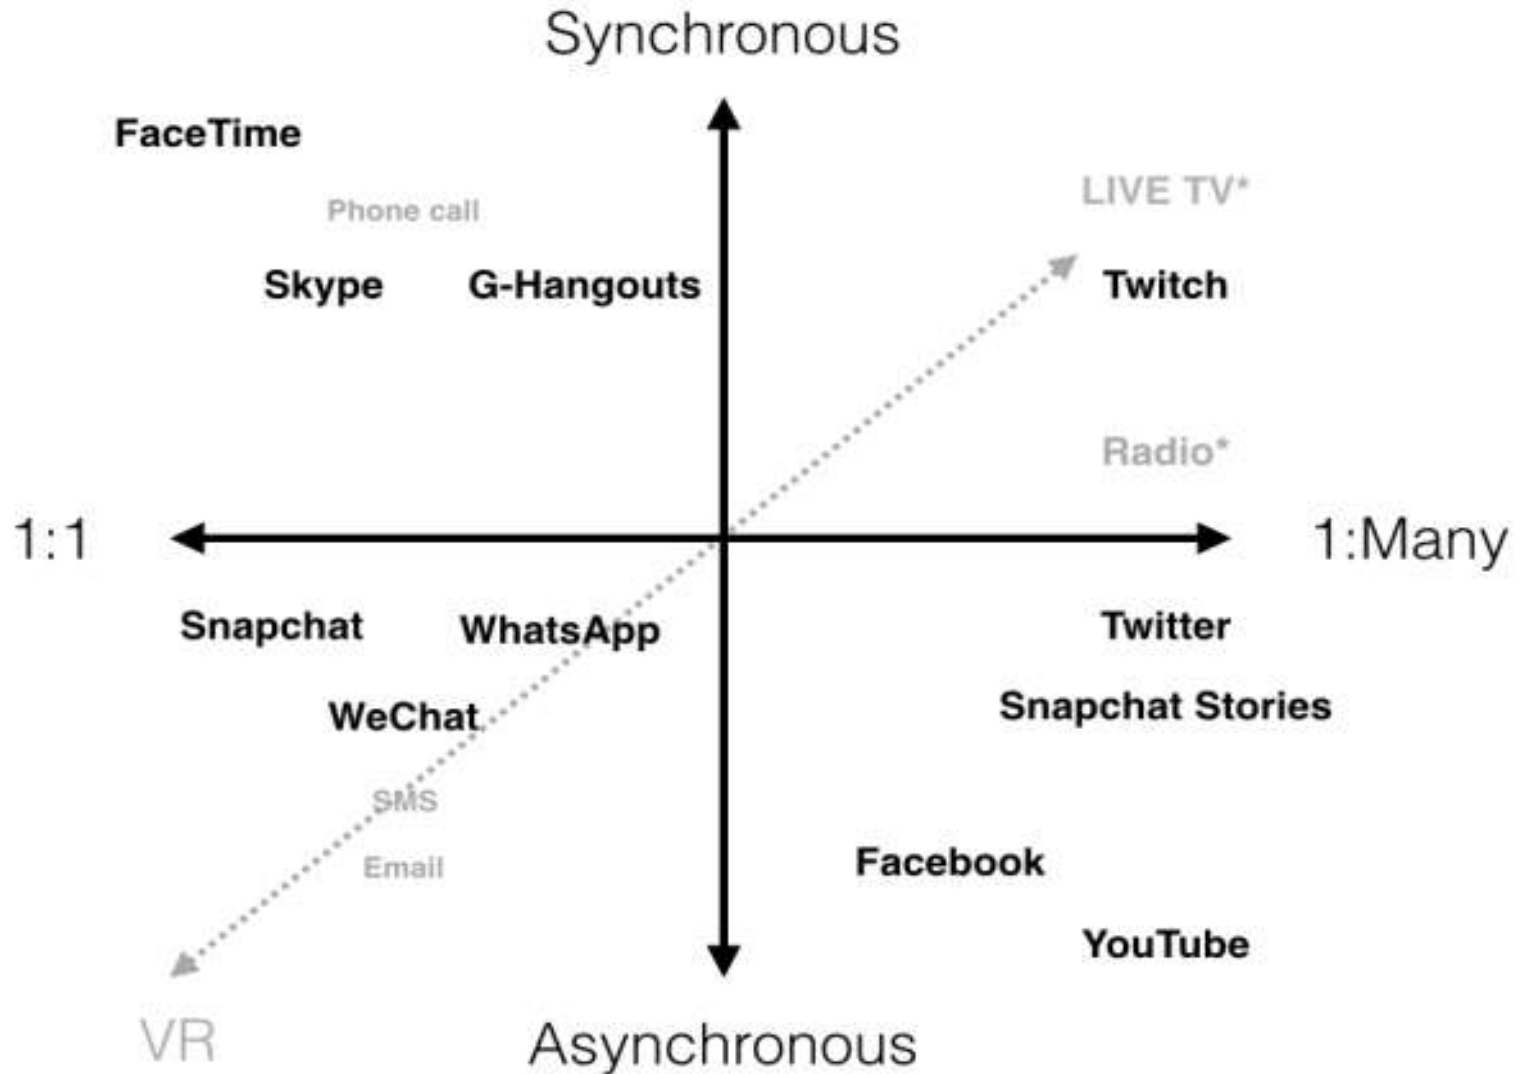 Synchronous
FaceTime
LIVE TV*
Phone call
Skype
G-Hangouts
Twitch
Radio*
1:1
1:Many
Snapchat
WhatsApp
Twitter
Snapchat Stories
WeChat
SMS
Facebook
Email
YouTube
VR
Asynchronous